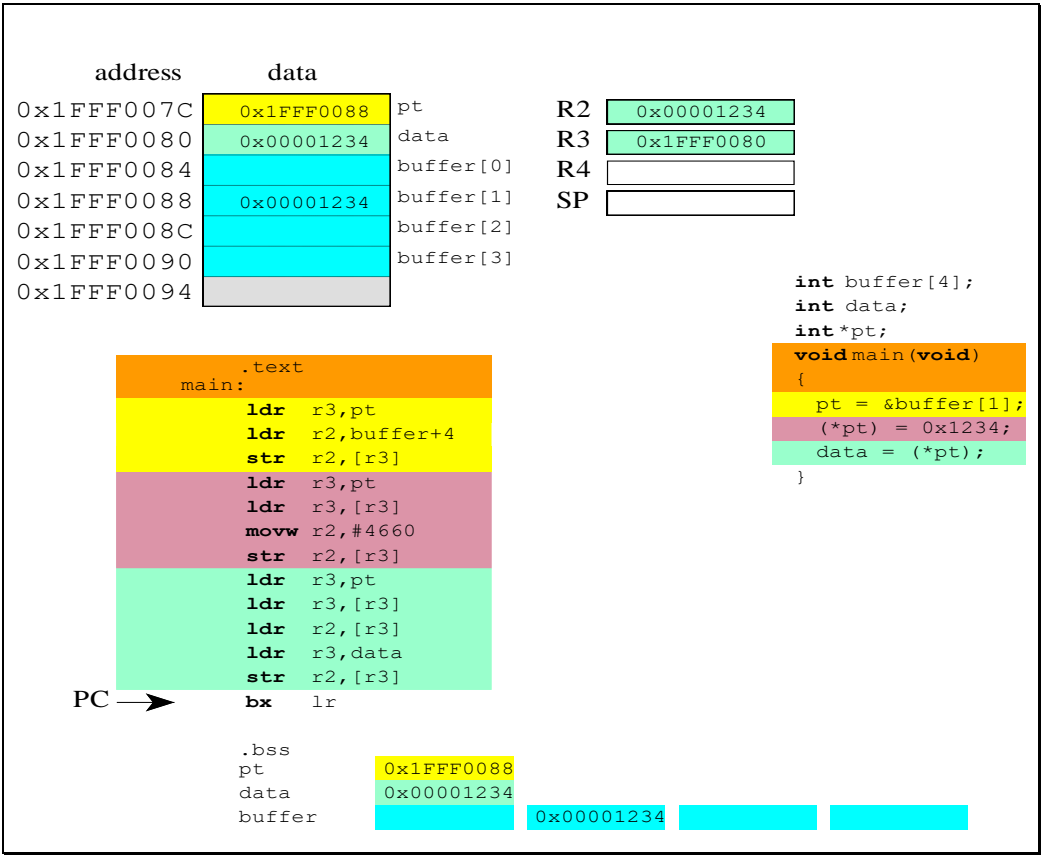 address data
0x1FFF007C 0x1FFF0088 pt R2 0x00001234
0x1FFF0080 0x00001234 data R3 0x1FFF0080
0x1FFF0084 buffer[0] R4
0x1FFF0088 0x00001234 buffer[1] SP
0x1FFF008C buffer[2]
0x1FFF0090 buffer[3]
0x1FFF0094
int buffer[4];
int data;
int *pt;
void main(void)
{
pt = &buffer[1];
(*pt) = 0x1234;
data = (*pt);
}
.text
main:
ldr r3,pt
ldr r2,buffer+4
str r2,[r3]
ldr r3,pt
ldr r3,[r3]
movw r2,#4660
str r2,[r3]
ldr r3,pt
ldr r3,[r3]
ldr r2,[r3]
ldr r3,data
str r2,[r3]
PC bx lr
.bss
pt 0x1FFF0088
data 0x00001234
buffer 0x00001234